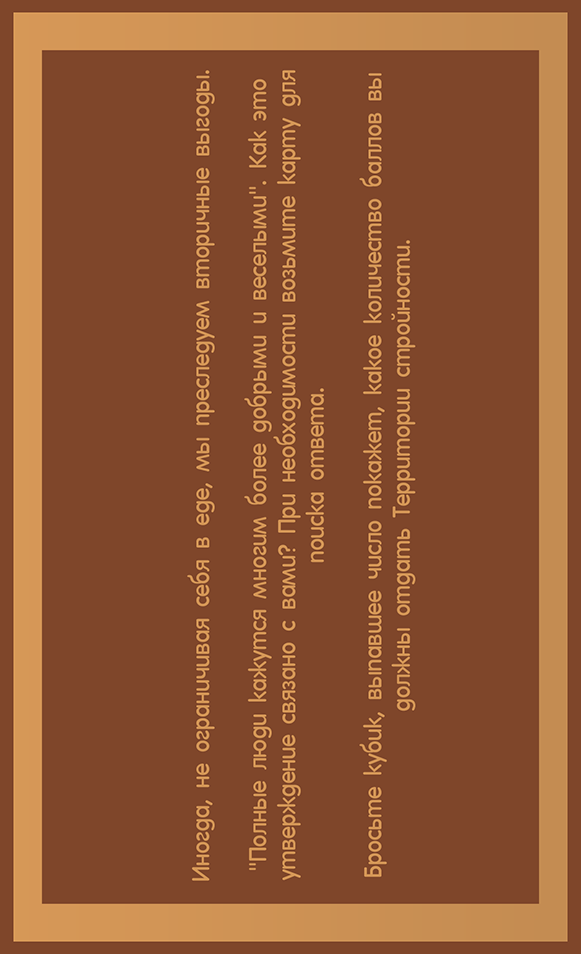 Иногда, не ограничивая себя в еде, мы преследуем вторичные выгоды.
"Полные люди кажутся многим более добрыми и веселыми". Как это
утверждение связано с вами? При необходимости возьмите карту для
поиска ответа.
Бросьте кубик, выпавшее число покажет, какое количество баллов вы
должны отдать Территории стройности.